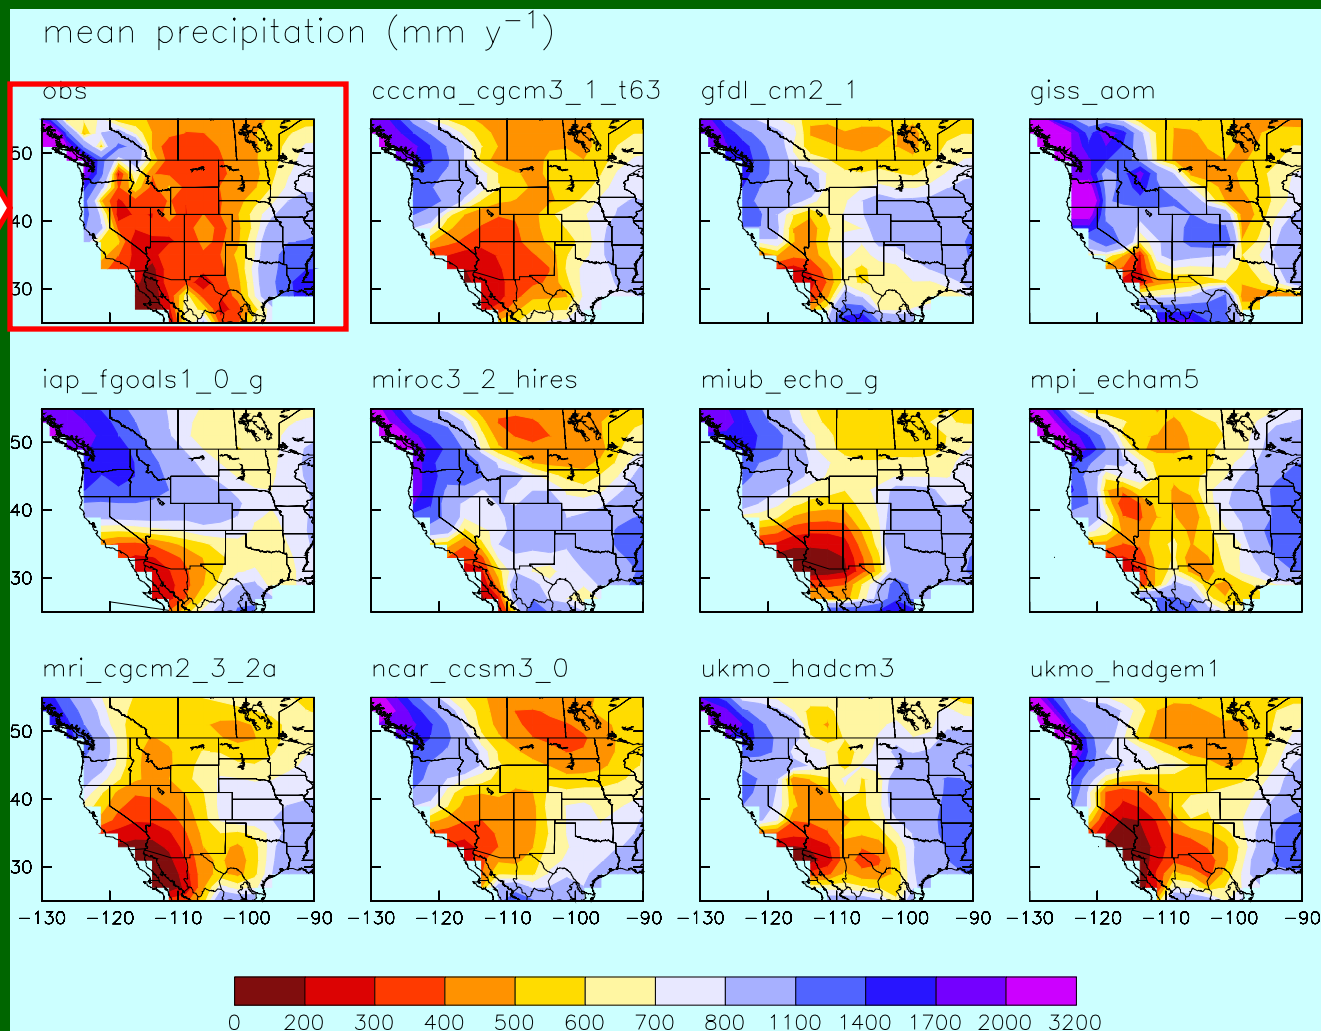 mean precipitation (mm y⁻¹)
obs cccma_cgcm3_1_t63 gfdl_cm2_1 giss_aom
50
40
30
iap_fgoals1_0_g miroc3_2_hires miub_echo_g mpi_echam5
50
40
30
mri_cgcm2_3_2a ncar_ccsm3_0 ukmo_hadcm3 ukmo_hadgem1
50
40
30
−130 −120 −110 −100 −90 −130 −120 −110 −100 −90 −130 −120 −110 −100 −90 −130 −120 −110 −100 −90
0 200 300 400 500 600 700 800 1100 1400 1700 2000 3200